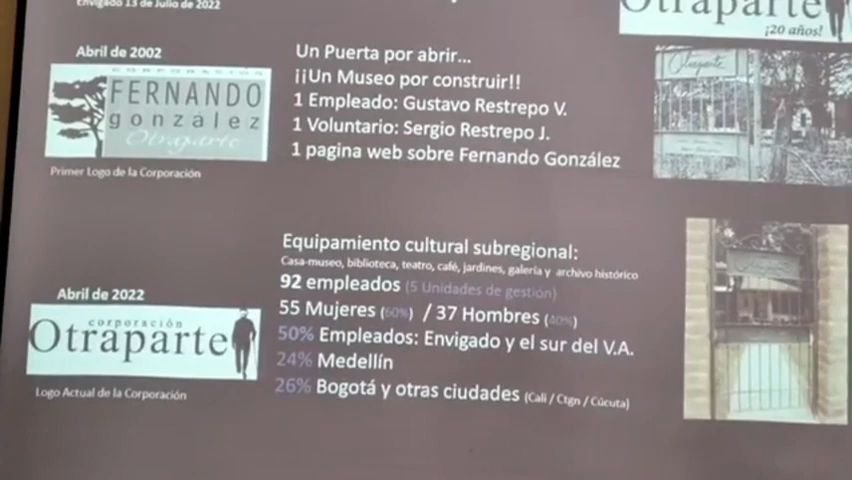 Envigado 13 de Julio de 2022
Otraparte
¡20 años!
Abril de 2002
CORPORACIÓN
FERNANDO
gonzález
Otraparte
Primer Logo de la Corporación
Un Puerta por abrir...
¡¡Un Museo por construir!!
1 Empleado: Gustavo Restrepo V.
1 Voluntario: Sergio Restrepo J.
1 pagina web sobre Fernando González
Otraparte
Abril de 2022
corporación
Otraparte
Logo Actual de la Corporación
Equipamiento cultural subregional:
Casa-museo, biblioteca, teatro, café, jardines, galería y archivo histórico
92 empleados (5 Unidades de gestión)
55 Mujeres (60%) / 37 Hombres (40%)
50% Empleados: Envigado y el sur del V.A.
24% Medellín
26% Bogotá y otras ciudades (Cali / Ctgn / Cúcuta)